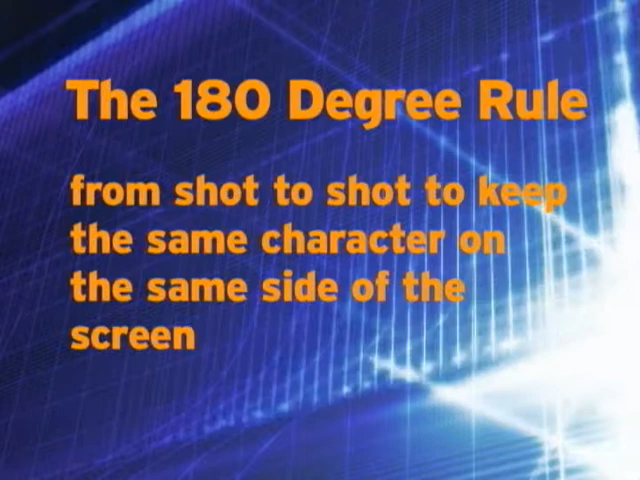 The 180 Degree Rule
from shot to shot to keep
the same character on
the same side of the
screen